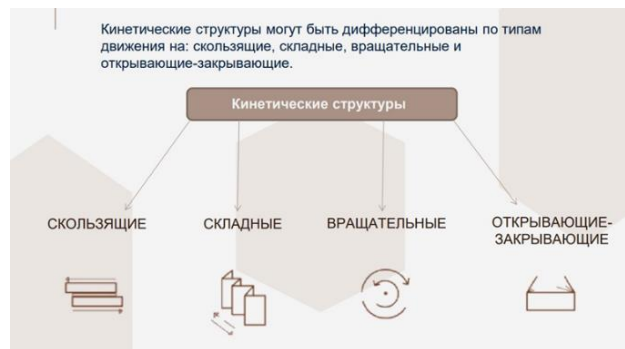 Кинетические структуры могут быть дифференцированы по типам
движения на: скользящие, складные, вращательные и
открывающие-закрывающие.
Кинетические структуры
СКОЛЬЗЯЩИЕ
СКЛАДНЫЕ
ВРАЩАТЕЛЬНЫЕ
ОТКРЫВАЮЩИЕ-
ЗАКРЫВАЮЩИЕ